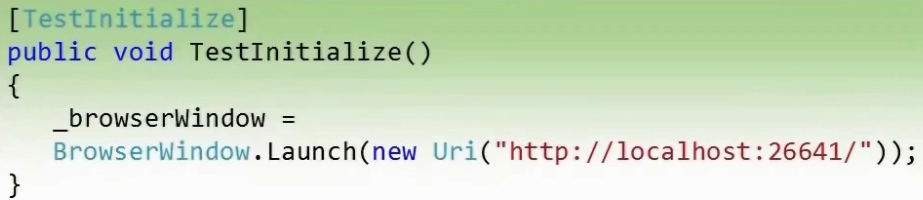 [TestInitialize]
public void TestInitialize()
{
_browserWindow =
BrowserWindow.Launch(new Uri("http://localhost:26641/"));
}